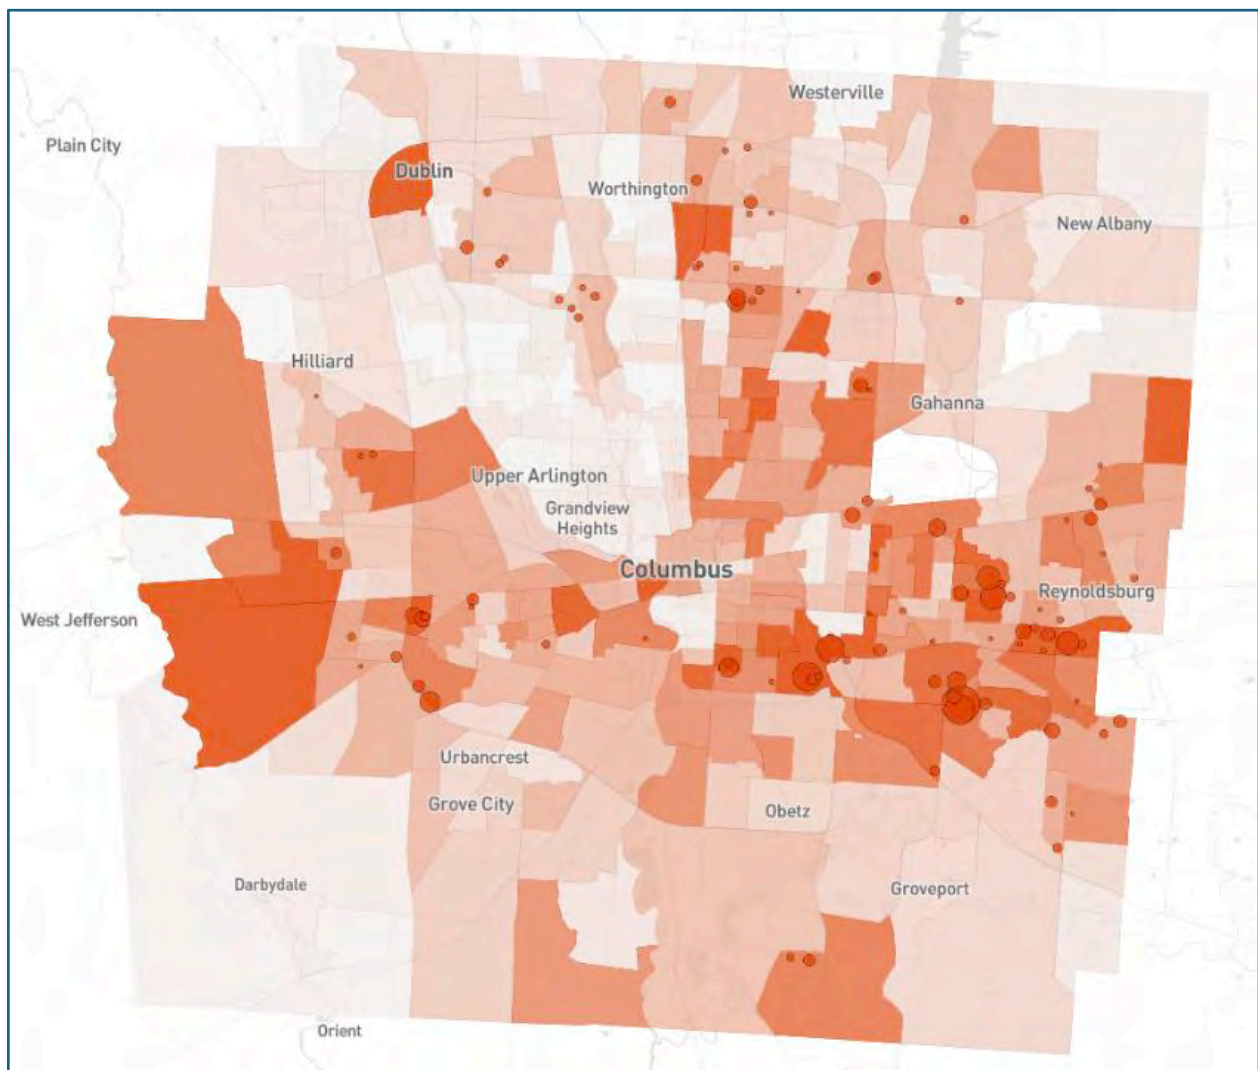 Westerville
Plain City
Dublin
Worthington
New Albany
Hilliard
Gahanna
Upper Arlington
Grandview
Heights
Columbus
Reynoldsburg
West Jefferson
Urbancrest
Grove City
Obetz
Darbydale
Groveport
Orient